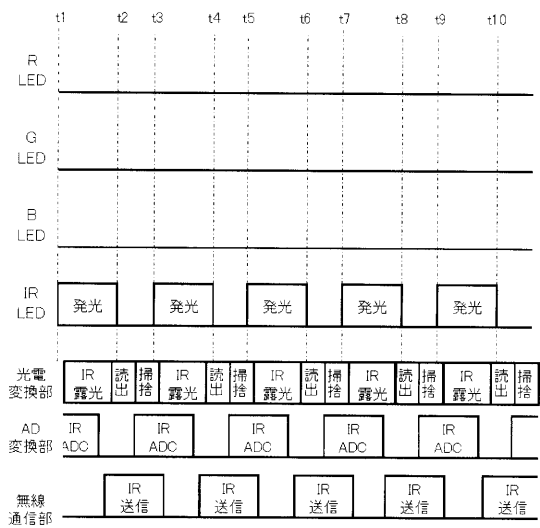 t1 t2 t3 t4 t5 t6 t7 t8 t9 t10
R
LED
G
LED
B
LED
IR
LED
発光 発光 発光 発光 発光
光電
変換部
IR
露光
読出
掃捨
IR
露光
読出
掃捨
IR
露光
読出
掃捨
IR
露光
読出
掃捨
IR
露光
読出
掃捨
AD
変換部
IR
ADC
IR
ADC
IR
ADC
IR
ADC
IR
ADC
無線
通信部
IR
送信
IR
送信
IR
送信
IR
送信
IR
送信